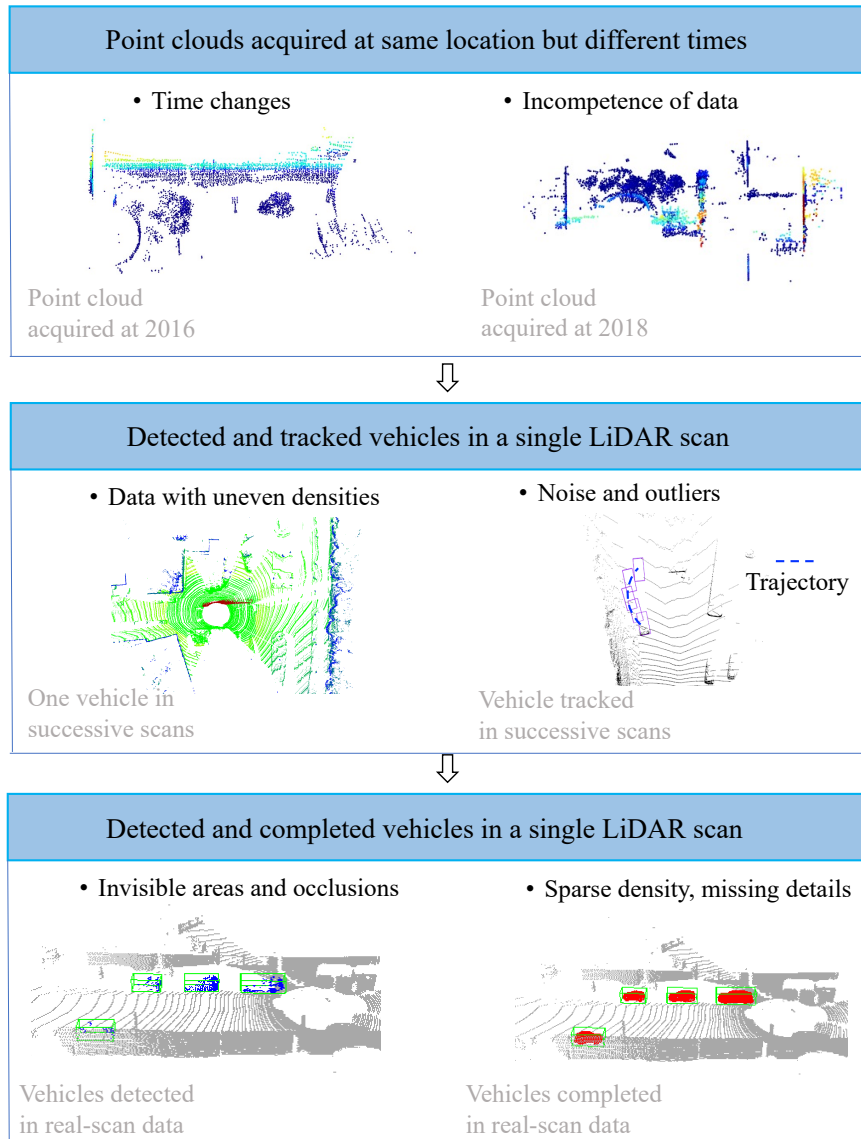 Point clouds acquired at same location but different times
• Time changes
• Incompetence of data
Point cloud
acquired at 2016
Point cloud
acquired at 2018
Detected and tracked vehicles in a single LiDAR scan
• Data with uneven densities
• Noise and outliers
Trajectory
One vehicle in
successive scans
Vehicle tracked
in successive scans
Detected and completed vehicles in a single LiDAR scan
• Invisible areas and occlusions
• Sparse density, missing details
Vehicles detected
in real-scan data
Vehicles completed
in real-scan data